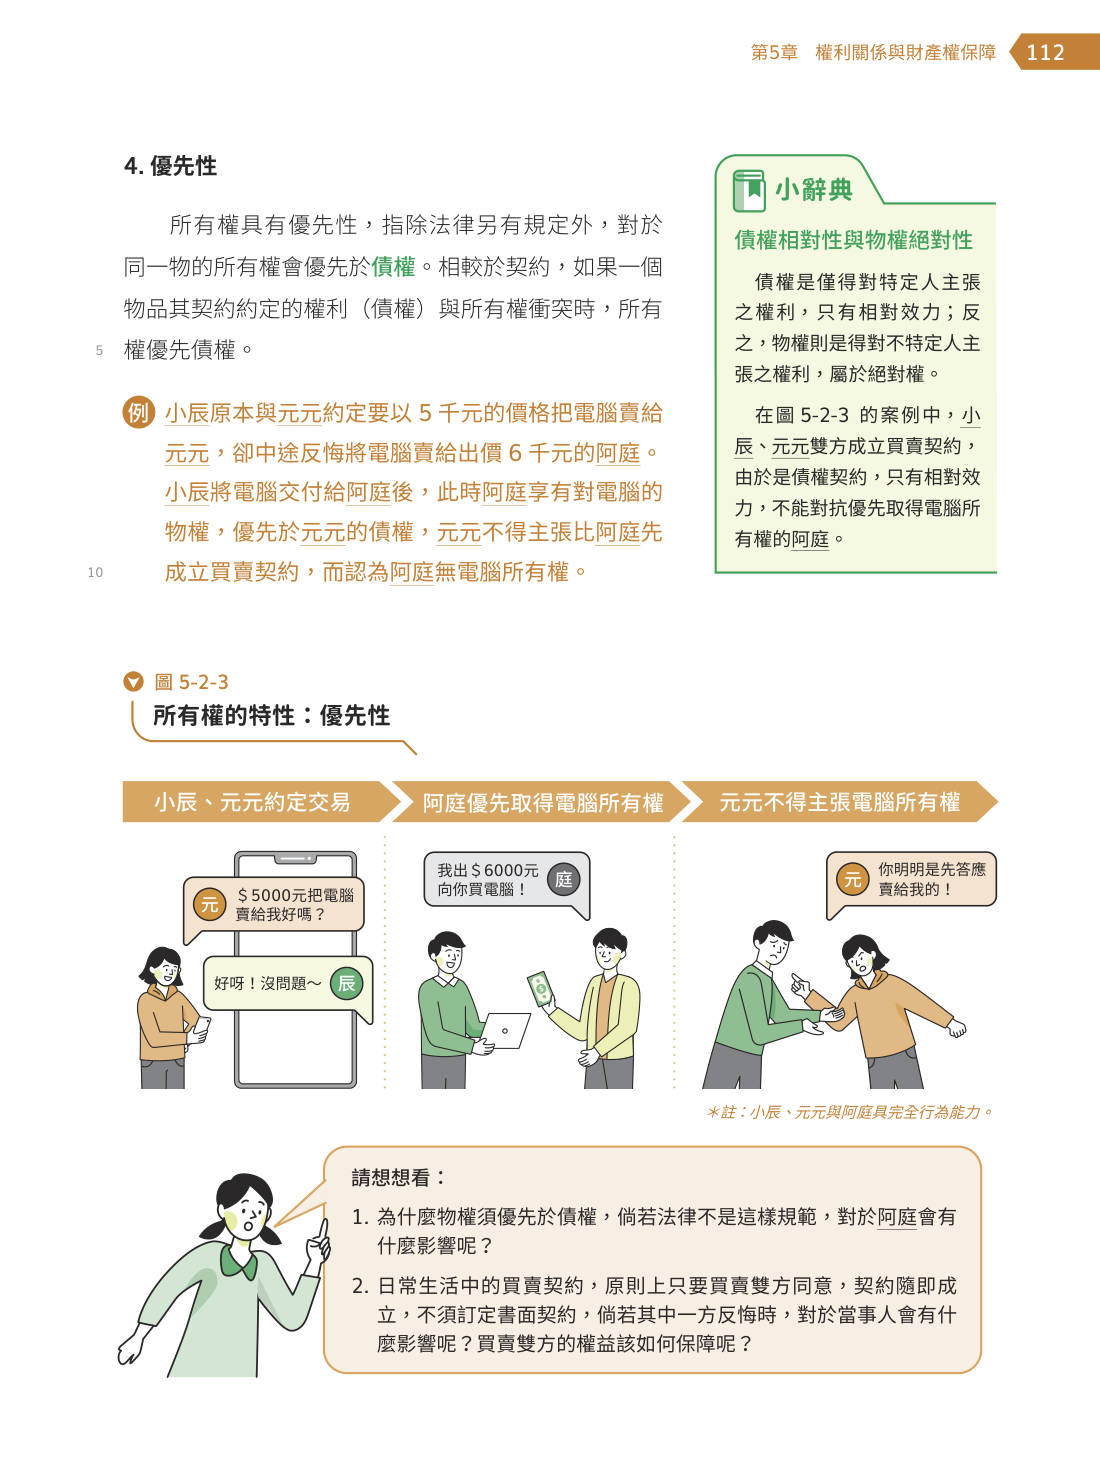 第5章　權利關係與財產權保障 112
4. 優先性
所有權具有優先性，指除法律另有規定外，對於
同一物的所有權會優先於債權。相較於契約，如果一個
物品其契約約定的權利（債權）與所有權衝突時，所有
5 權優先債權。
例 小辰原本與元元約定要以 5 千元的價格把電腦賣給
元元，卻中途反悔將電腦賣給出價 6 千元的阿庭。
小辰將電腦交付給阿庭後，此時阿庭享有對電腦的
物權，優先於元元的債權，元元不得主張比阿庭先
10 成立買賣契約，而認為阿庭無電腦所有權。
小辭典
債權相對性與物權絕對性
債權是僅得對特定人主張
之權利，只有相對效力；反
之，物權則是得對不特定人主
張之權利，屬於絕對權。
在圖 5-2-3 的案例中，小
辰、元元雙方成立買賣契約，
由於是債權契約，只有相對效
力，不能對抗優先取得電腦所
有權的阿庭。
圖 5-2-3
所有權的特性：優先性
小辰、元元約定交易
阿庭優先取得電腦所有權
元元不得主張電腦所有權
元
＄5000元把電腦
賣給我好嗎？
好呀！沒問題～
辰
我出＄6000元
向你買電腦！
庭
元
你明明是先答應
賣給我的！
＊註：小辰、元元與阿庭具完全行為能力。
請想想看：
1. 為什麼物權須優先於債權，倘若法律不是這樣規範，對於阿庭會有
什麼影響呢？
2. 日常生活中的買賣契約，原則上只要買賣雙方同意，契約隨即成
立，不須訂定書面契約，倘若其中一方反悔時，對於當事人會有什
麼影響呢？買賣雙方的權益該如何保障呢？